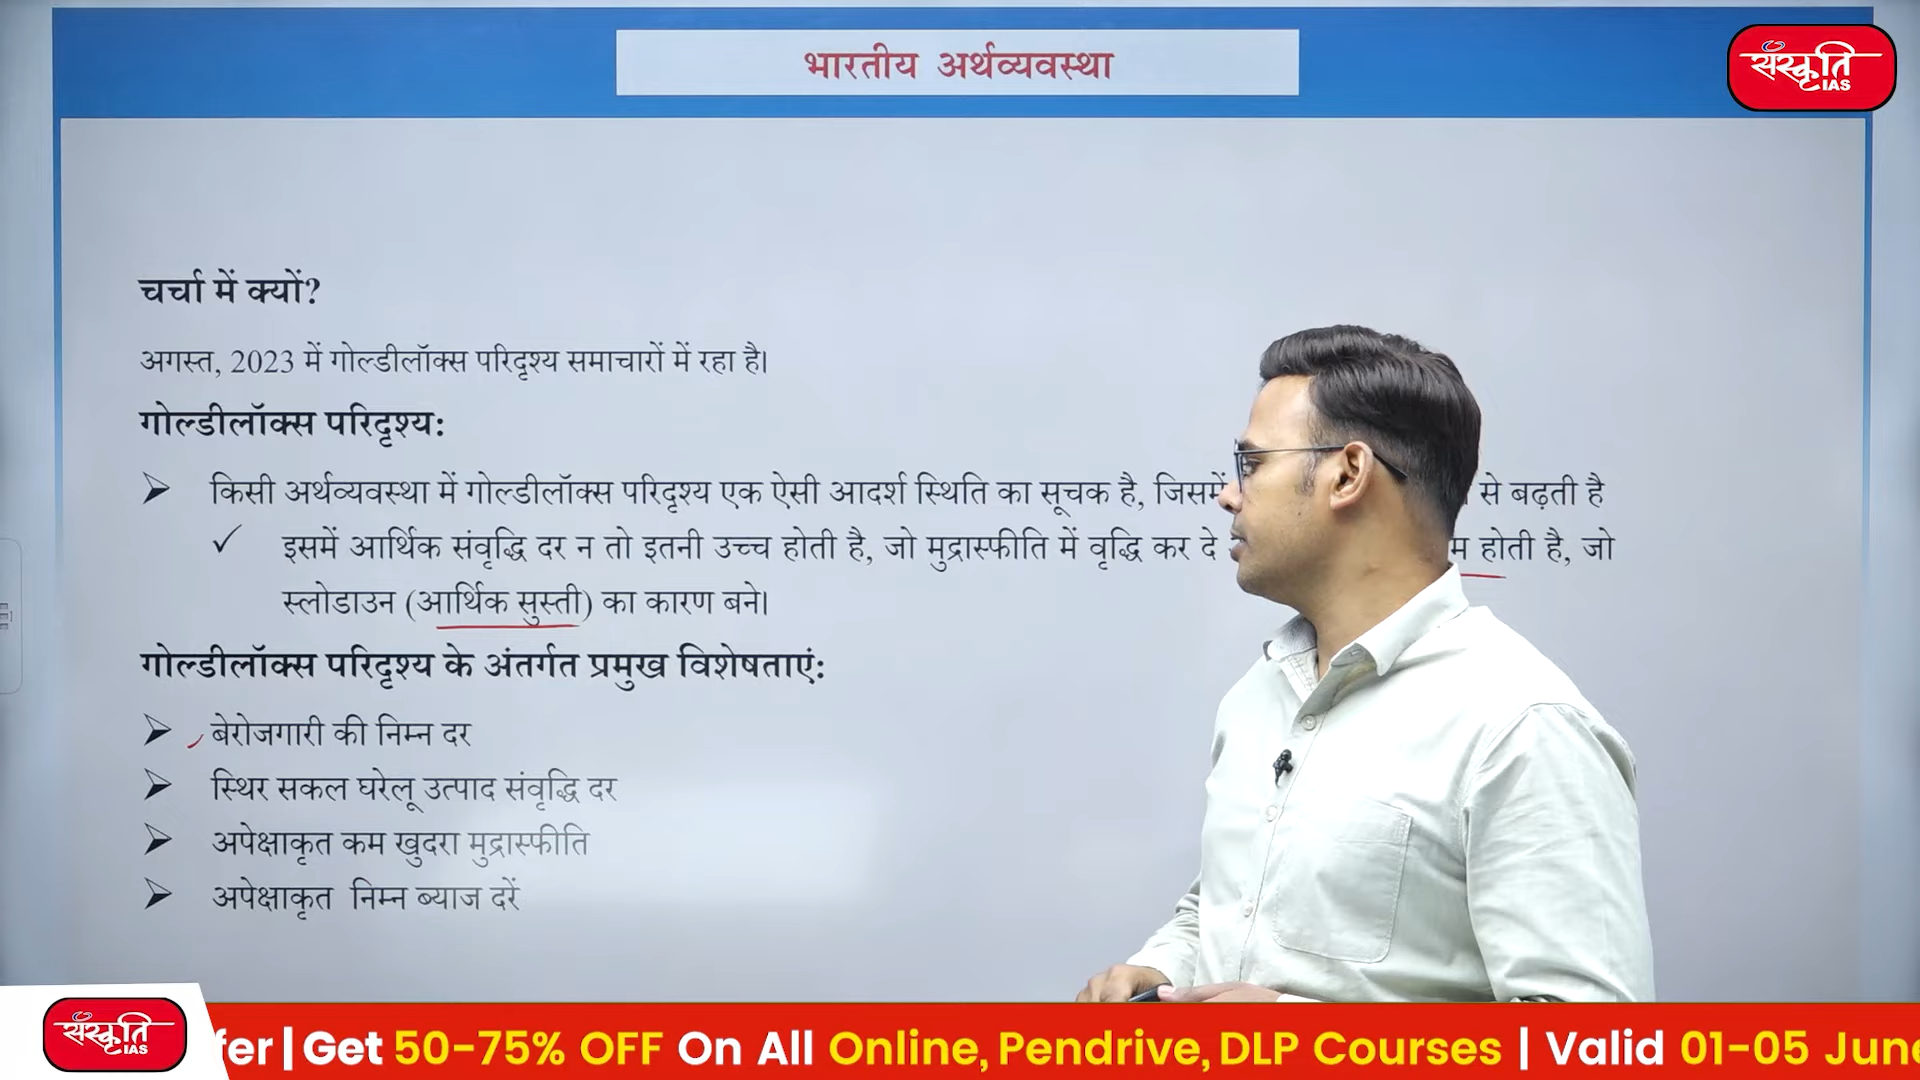 भारतीय अर्थव्यवस्था
संस्कृति
IAS
चर्चा में क्यों?
अगस्त, 2023 में गोल्डीलॉक्स परिदृश्य समाचारों में रहा है।
गोल्डीलॉक्स परिदृश्य:
किसी अर्थव्यवस्था में गोल्डीलॉक्स परिदृश्य एक ऐसी आदर्श स्थिति का सूचक है, जिसमें से बढ़ती है
इसमें आर्थिक संवृद्धि दर न तो इतनी उच्च होती है, जो मुद्रास्फीति में वृद्धि कर दे होती है, जो
स्लोडाउन (आर्थिक सुस्ती) का कारण बने।
गोल्डीलॉक्स परिदृश्य के अंतर्गत प्रमुख विशेषताएं:
बेरोजगारी की निम्न दर
स्थिर सकल घरेलू उत्पाद संवृद्धि दर
अपेक्षाकृत कम खुदरा मुद्रास्फीति
अपेक्षाकृत निम्न ब्याज दरें
संस्कृति
IAS
fer | Get 50-75% OFF On All Online, Pendrive, DLP Courses | Valid 01-05 June